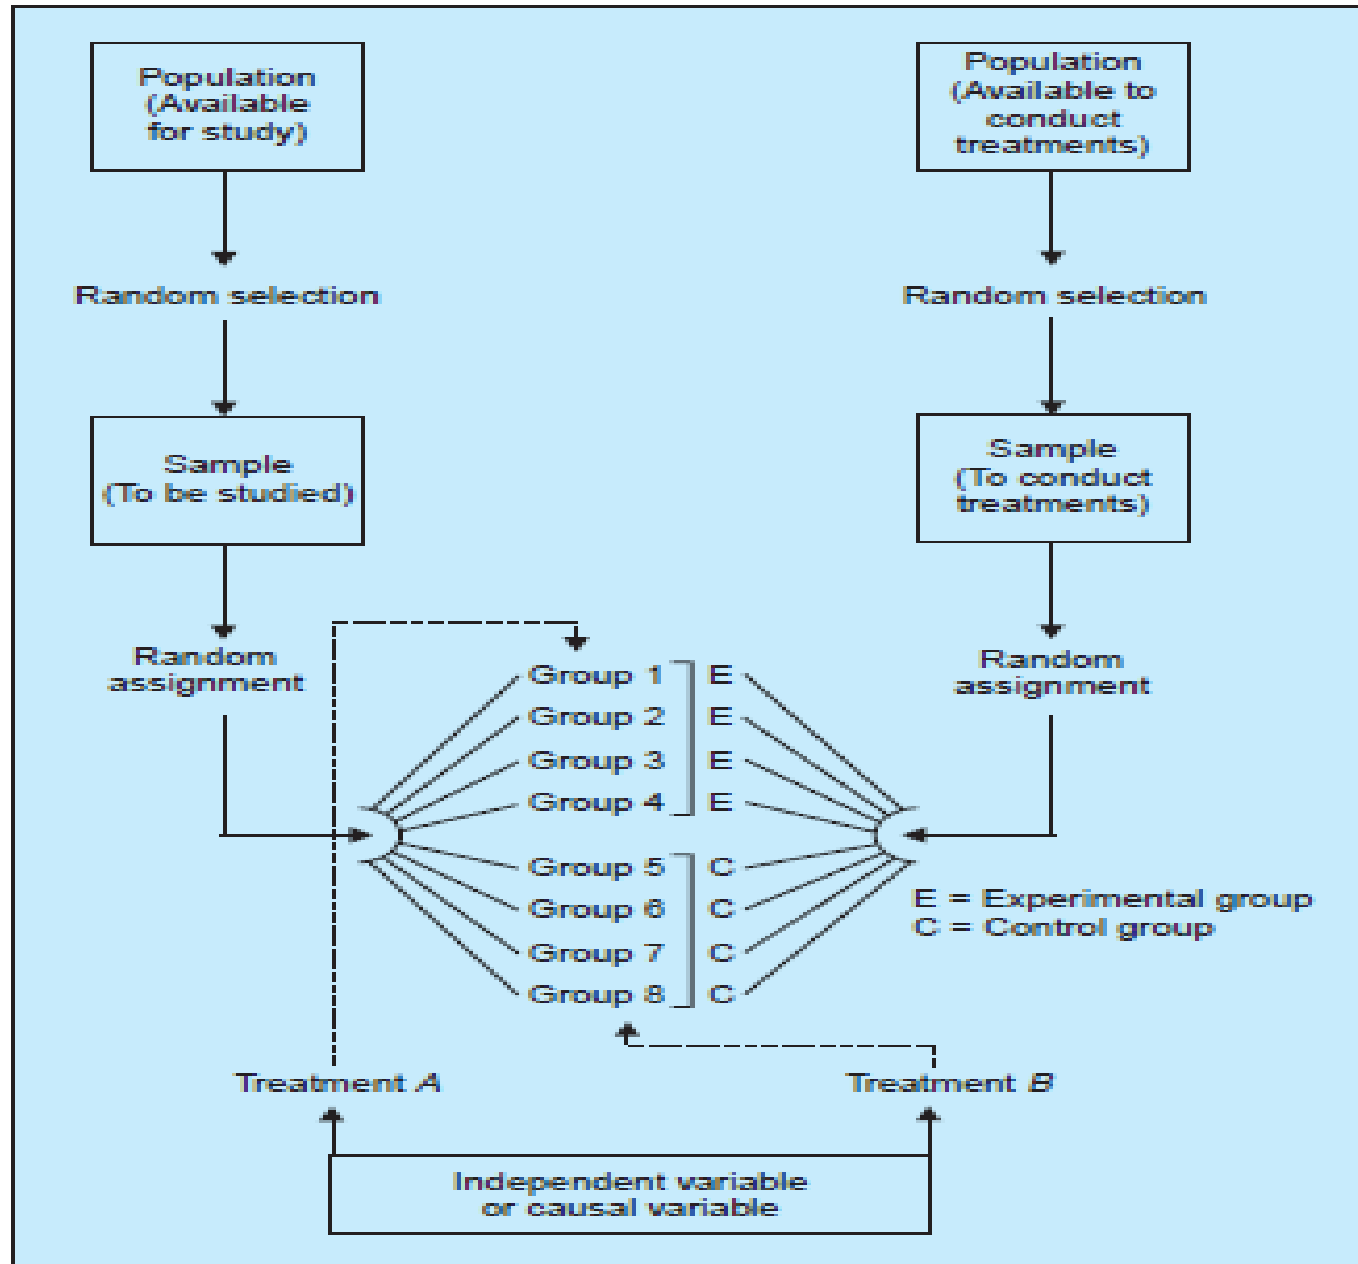 Population
(Available
for study)
Population
(Available to
conduct
treatments)
Random selection
Random selection
Sample
(To be studied)
Sample
(To conduct
treatments)
Random
assignment
Random
assignment
Group 1 E
Group 2 E
Group 3 E
Group 4 E
Group 5 C
Group 6 C
Group 7 C
Group 8 C
E = Experimental group
C = Control group
Treatment A
Treatment B
Independent variable
or causal variable